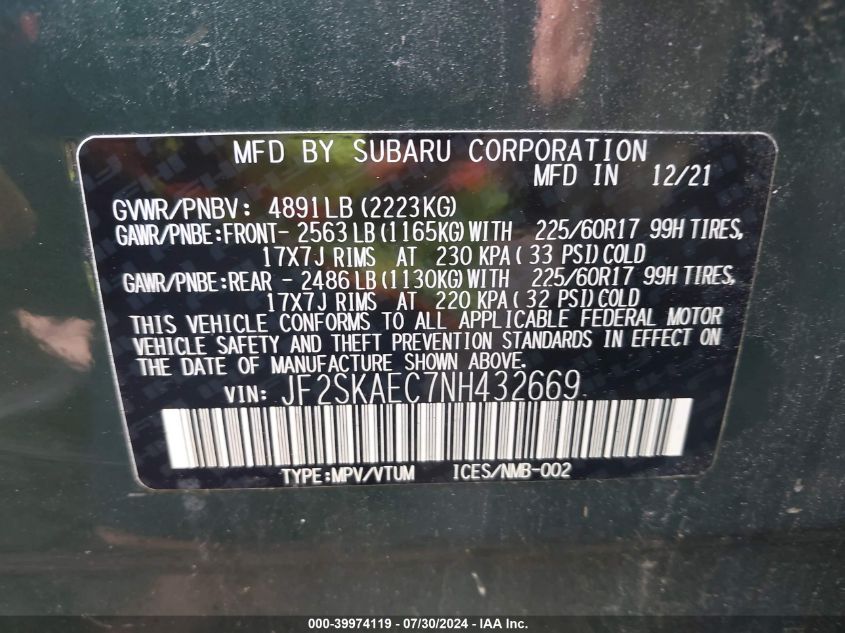 MFD BY SUBARU CORPORATION
MFD IN 12/21
GVWR/PNBV: 4891LB (2223KG)
GAWR/PNBE:FRONT- 2563 LB (1165KG) WITH 225/60R17 99H TIRES,
17X7J RIMS AT 230 KPA ( 33 PSI) COLD
GAWR/PNBE:REAR - 2486 LB (1130KG) WITH 225/60R17 99H TIRES,
17X7J RIMS AT 220 KPA ( 32 PSI) COLD
THIS VEHICLE CONFORMS TO ALL APPLICABLE FEDERAL MOTOR
VEHICLE SAFETY AND THEFT PREVENTION STANDARDS IN EFFECT ON
THE DATE OF MANUFACTURE SHOWN ABOVE.
VIN: JF2SKAEC7NH432669
TYPE:MPV/VTUM ICES/NMB-002
000-39974119 / 07/30/2024 - IAA Inc.